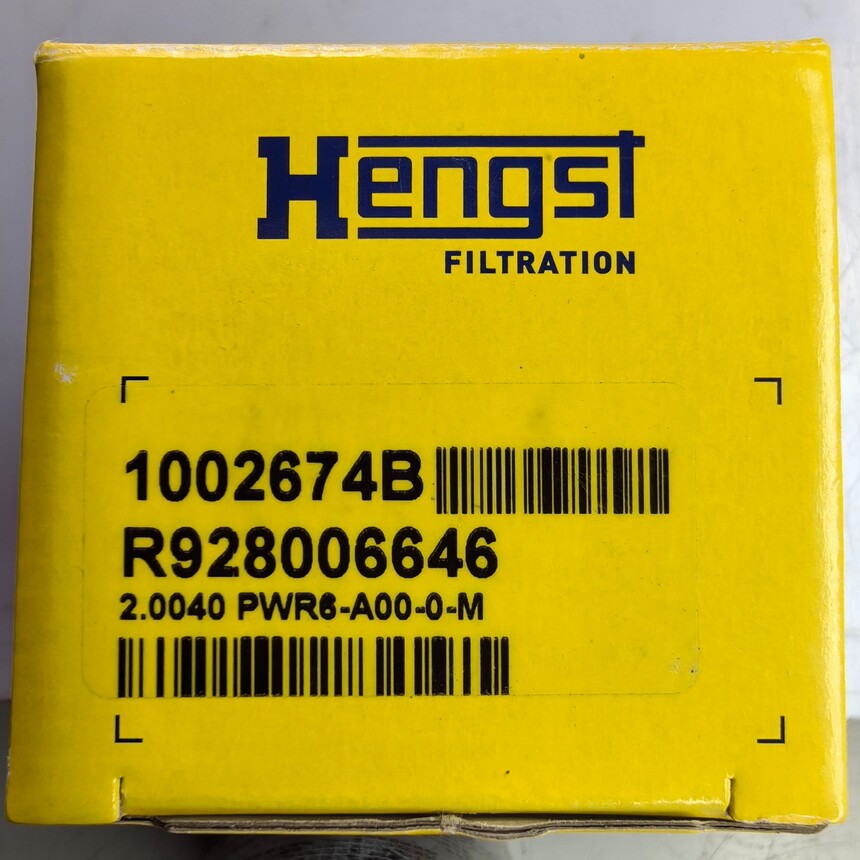 Hengst
FILTRATION
1002674B
R928006646
2.0040 PWR6-A00-0-M